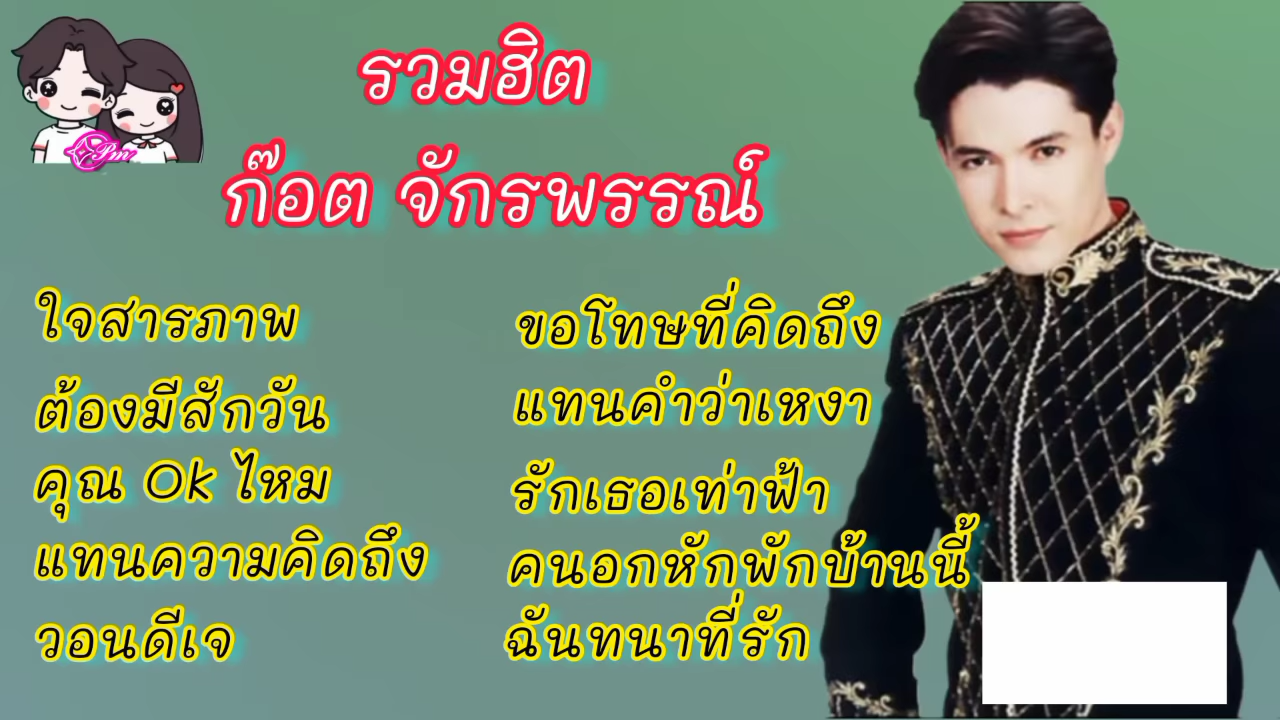 รวมฮิต
ก๊อต จักรพรรณ์
ใจสารภาพ
ต้องมีสักวัน
คุณ Ok ไหม
แทนความคิดถึง
วอนดีเจ
ขอโทษที่คิดถึง
แทนคำว่าเหงา
รักเธอเท่าฟ้า
คนอกหักพักบ้านนี้
ฉันทนาที่รัก
Pm